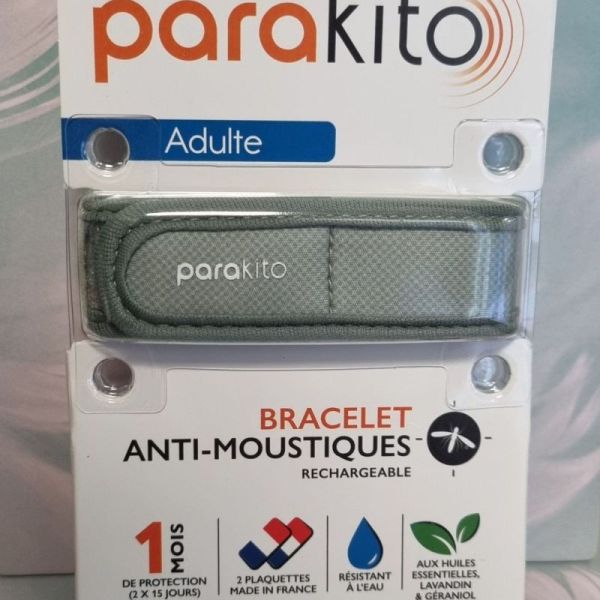 parakito
Adulte
parakito
BRACELET
ANTI-MOUSTIQUES
RECHARGEABLE
1 MOIS
DE PROTECTION
(2 X 15 JOURS)
2 PLAQUETTES
MADE IN FRANCE
RÉSISTANT
À L'EAU
AUX HUILES
ESSENTIELLES,
LAVANDIN
& GÉRANIOL